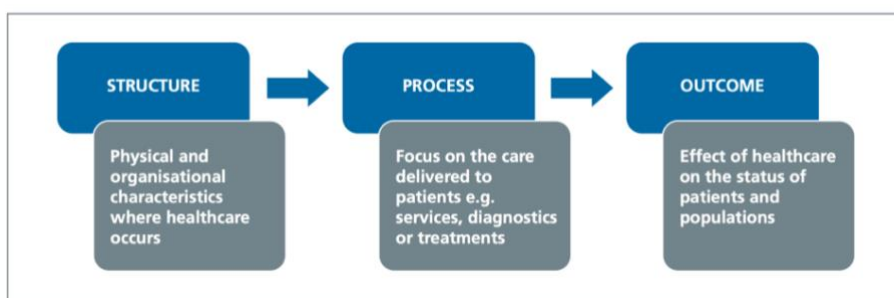 STRUCTURE
Physical and
organisational
characteristics
where healthcare
occurs
PROCESS
Focus on the care
delivered to
patients e.g.
services, diagnostics
or treatments
OUTCOME
Effect of healthcare
on the status of
patients and
populations